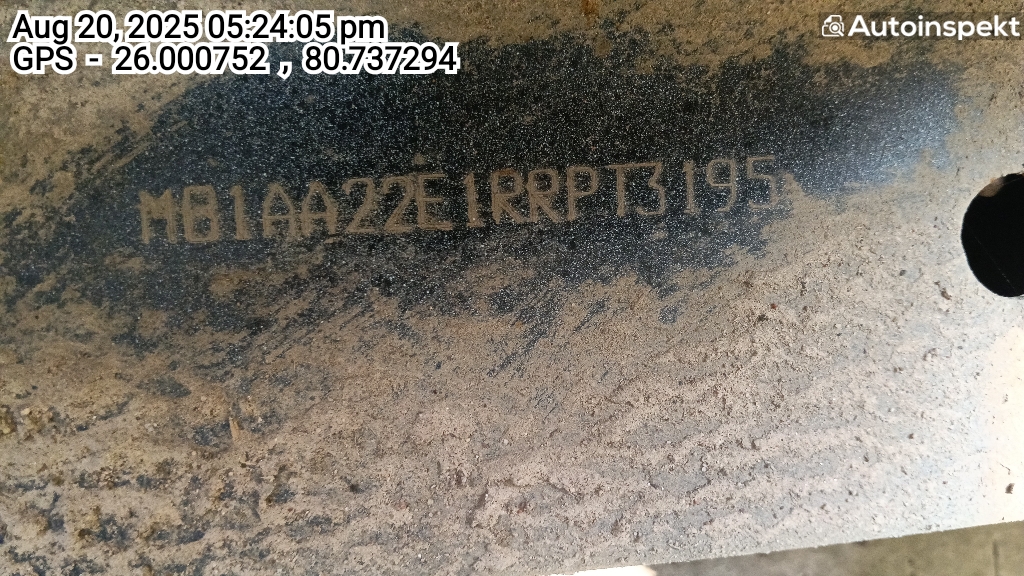 Aug 20, 2025 05:24:05 pm
GPS - 26.000752 , 80.737294
Autoinspekt
MB1AA22E1RRPT3195